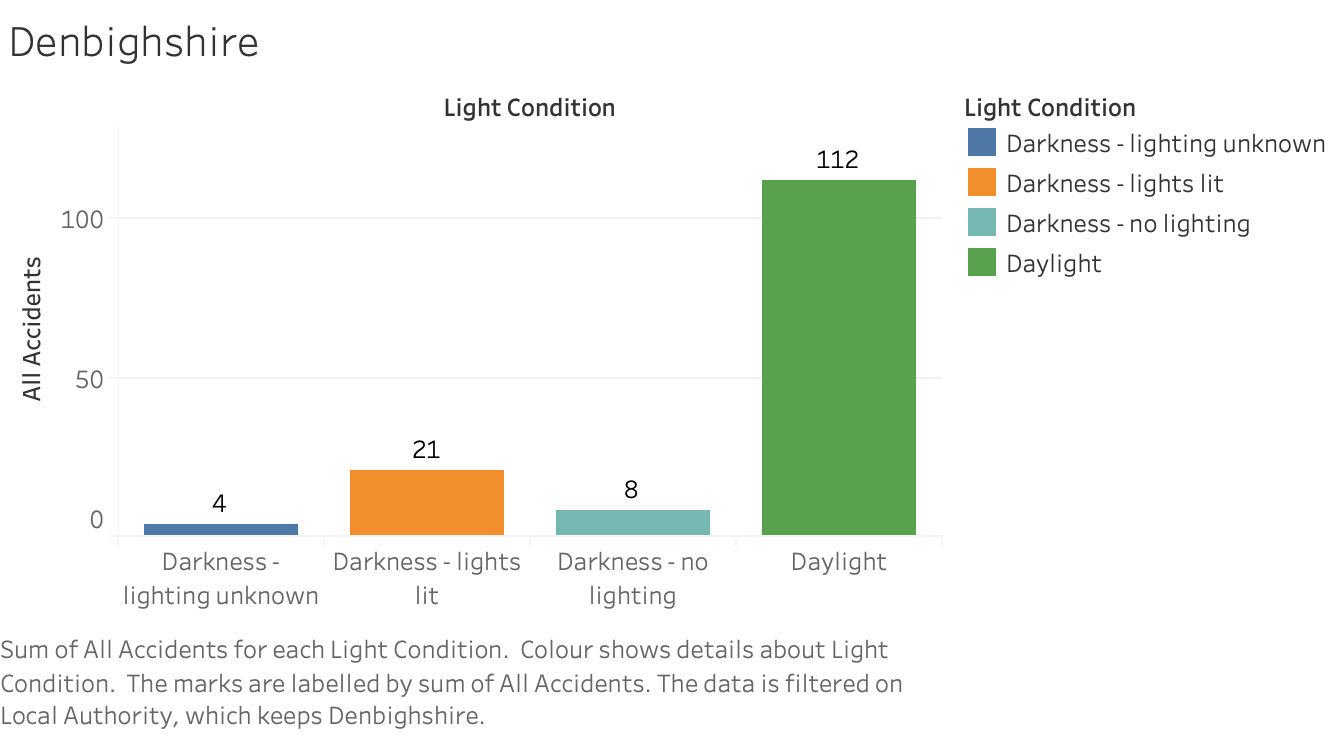 Denbighshire
Light Condition
All Accidents
100
50
0
4
21
8
112
Darkness -
lighting unknown
Darkness - lights
lit
Darkness - no
lighting
Daylight
Light Condition
Darkness - lighting unknown
Darkness - lights lit
Darkness - no lighting
Daylight
Sum of All Accidents for each Light Condition.  Colour shows details about Light
Condition.  The marks are labelled by sum of All Accidents. The data is filtered on
Local Authority, which keeps Denbighshire.